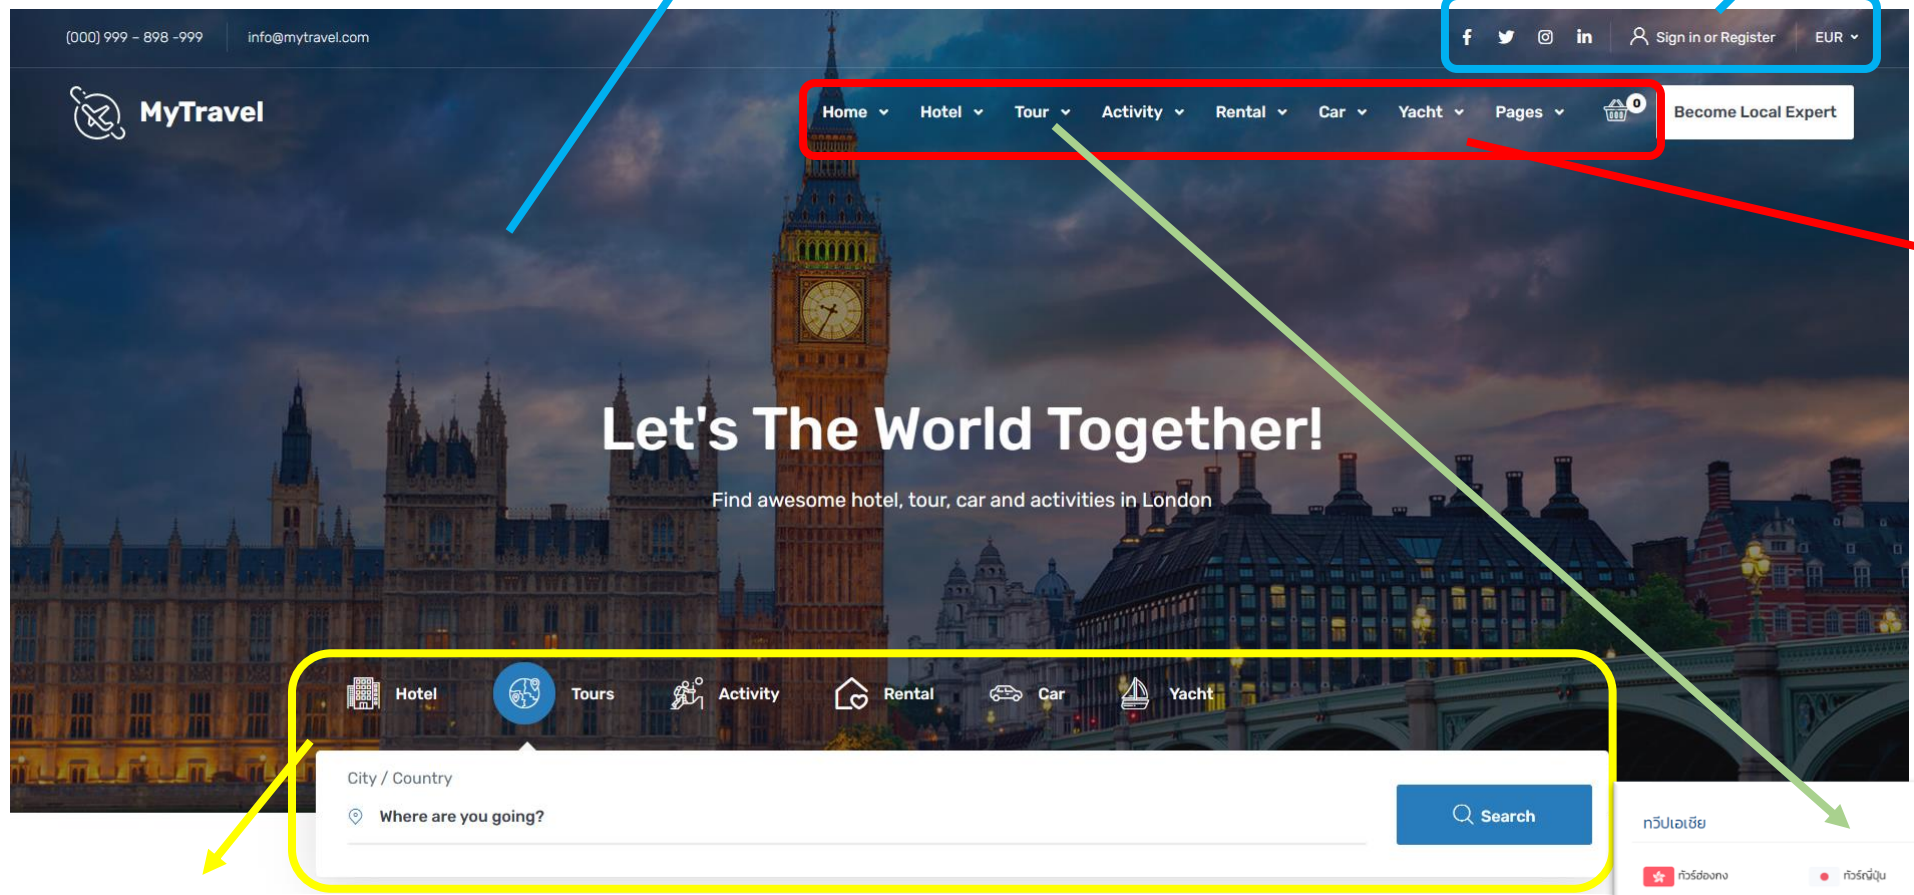 (000) 999 – 898 -999 info@mytravel.com Sign in or Register EUR
MyTravel Home Hotel Tour Activity Rental Car Yacht Pages 0 Become Local Expert
Let's The World Together!
Find awesome hotel, tour, car and activities in London
Hotel Tours Activity Rental Car Yacht
City / Country
Where are you going? Search
ทวีปเอเชีย
ทัวร์ฮ่องกง ทัวร์ญี่ปุ่น